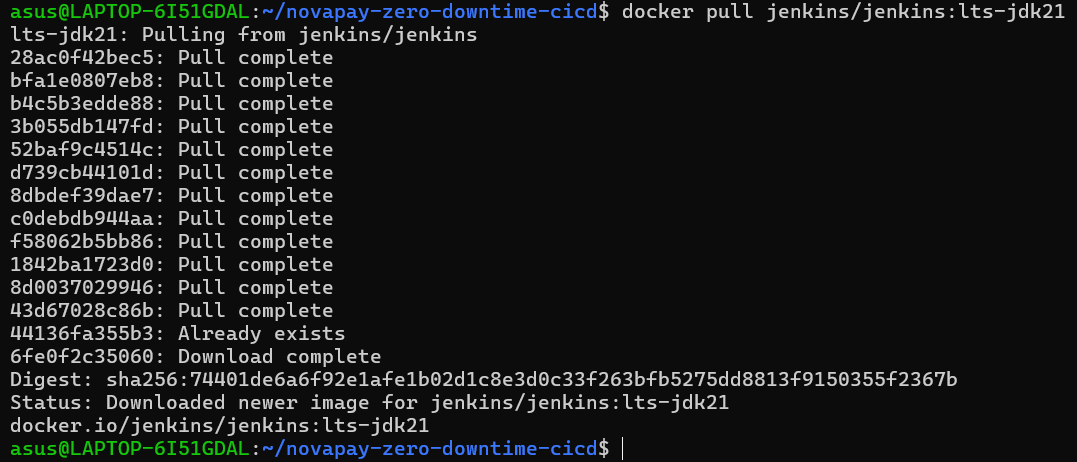 asus@LAPTOP-6I51GDAL:~/novapay-zero-downtime-cicd$ docker pull jenkins/jenkins:lts-jdk21
lts-jdk21: Pulling from jenkins/jenkins
28ac0f42bec5: Pull complete
bfa1e0807eb8: Pull complete
b4c5b3edde88: Pull complete
3b055db147fd: Pull complete
52baf9c4514c: Pull complete
d739cb44101d: Pull complete
8dbdef39dae7: Pull complete
c0debdb944aa: Pull complete
f58062b5bb86: Pull complete
1842ba1723d0: Pull complete
8d0037029946: Pull complete
43d67028c86b: Pull complete
44136fa355b3: Already exists
6fe0f2c35060: Download complete
Digest: sha256:74401de6a6f92e1afe1b02d1c8e3d0c33f263bfb5275dd8813f9150355f2367b
Status: Downloaded newer image for jenkins/jenkins:lts-jdk21
docker.io/jenkins/jenkins:lts-jdk21
asus@LAPTOP-6I51GDAL:~/novapay-zero-downtime-cicd$